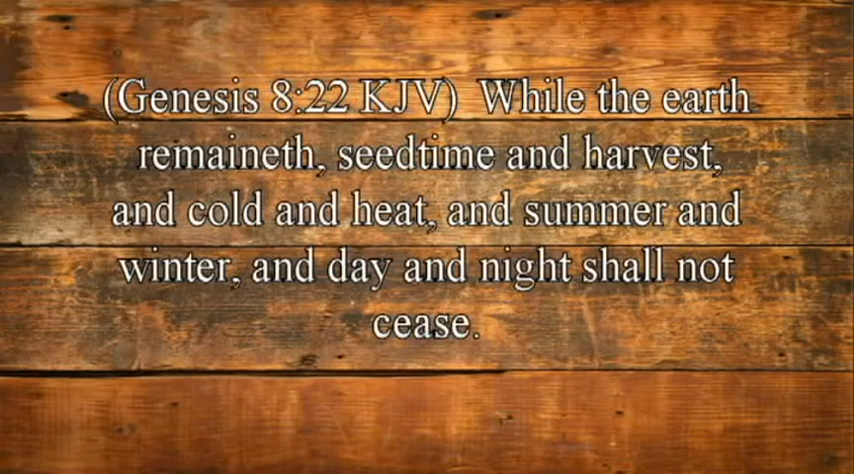 (Genesis 8:22 KJV)  While the earth
remaineth, seedtime and harvest,
and cold and heat, and summer and
winter, and day and night shall not
cease.